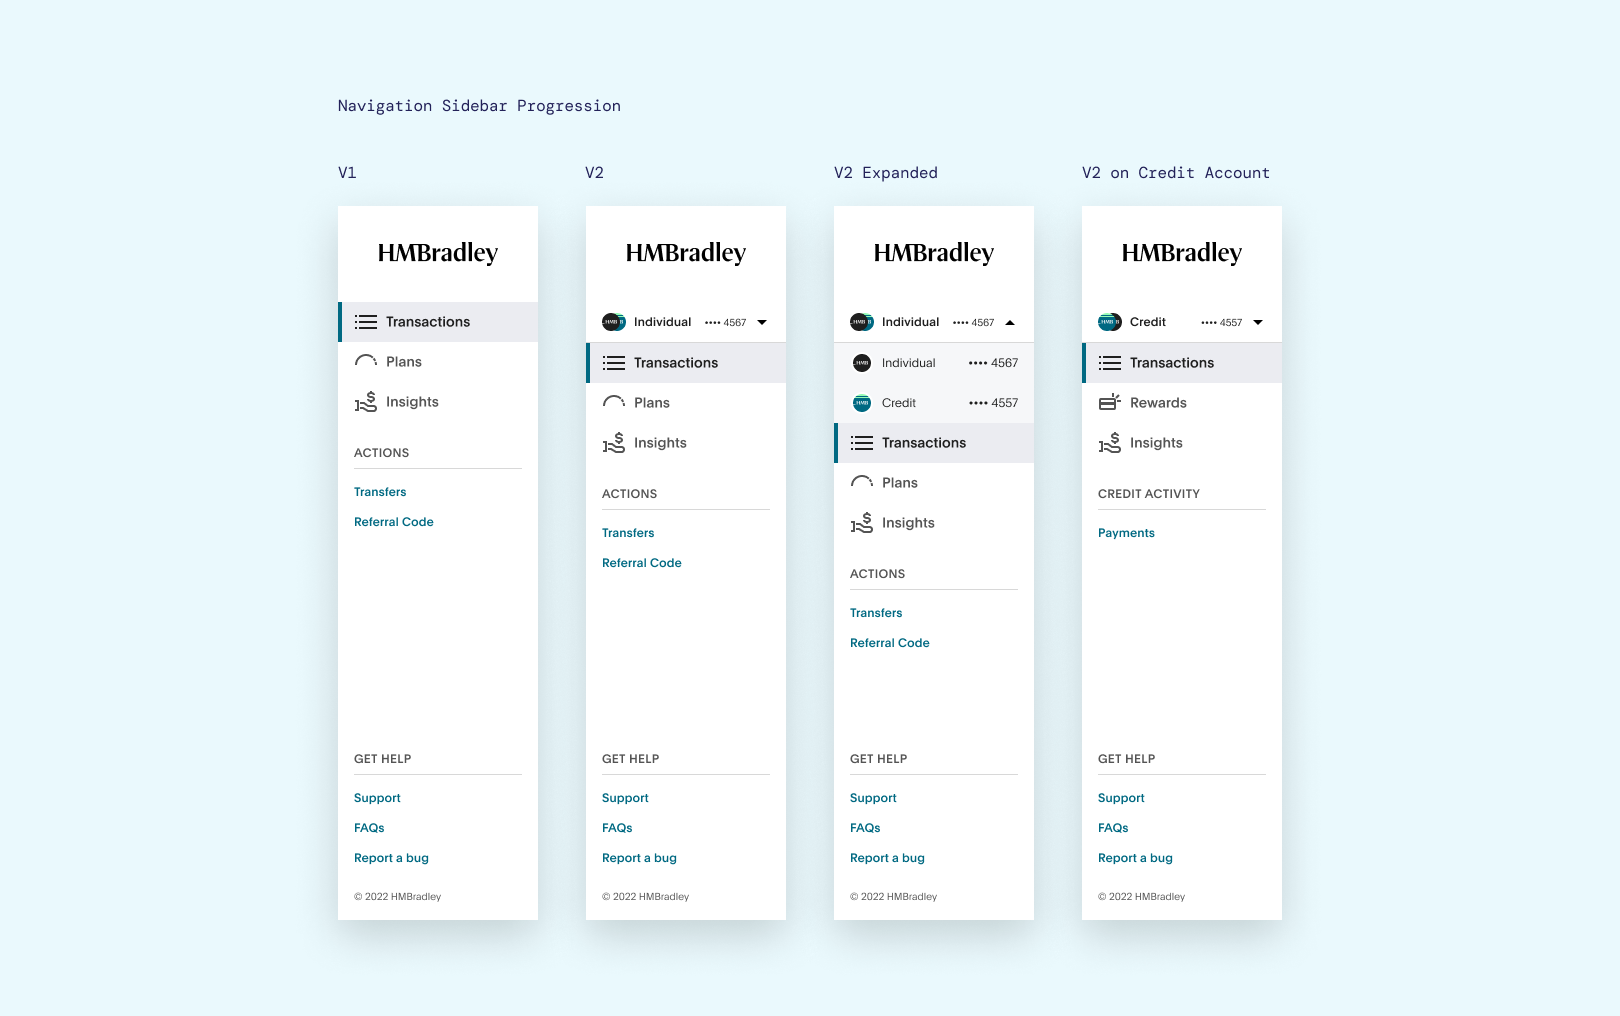 Navigation Sidebar Progression
V1
HMBradley
Transactions
Plans
Insights
ACTIONS
Transfers
Referral Code
GET HELP
Support
FAQs
Report a bug
© 2022 HMBradley
V2
HMBradley
Individual •••• 4567
Transactions
Plans
Insights
ACTIONS
Transfers
Referral Code
GET HELP
Support
FAQs
Report a bug
© 2022 HMBradley
V2 Expanded
HMBradley
Individual •••• 4567
Individual •••• 4567
Credit •••• 4557
Transactions
Plans
Insights
ACTIONS
Transfers
Referral Code
GET HELP
Support
FAQs
Report a bug
© 2022 HMBradley
V2 on Credit Account
HMBradley
Credit •••• 4557
Transactions
Rewards
Insights
CREDIT ACTIVITY
Payments
GET HELP
Support
FAQs
Report a bug
© 2022 HMBradley